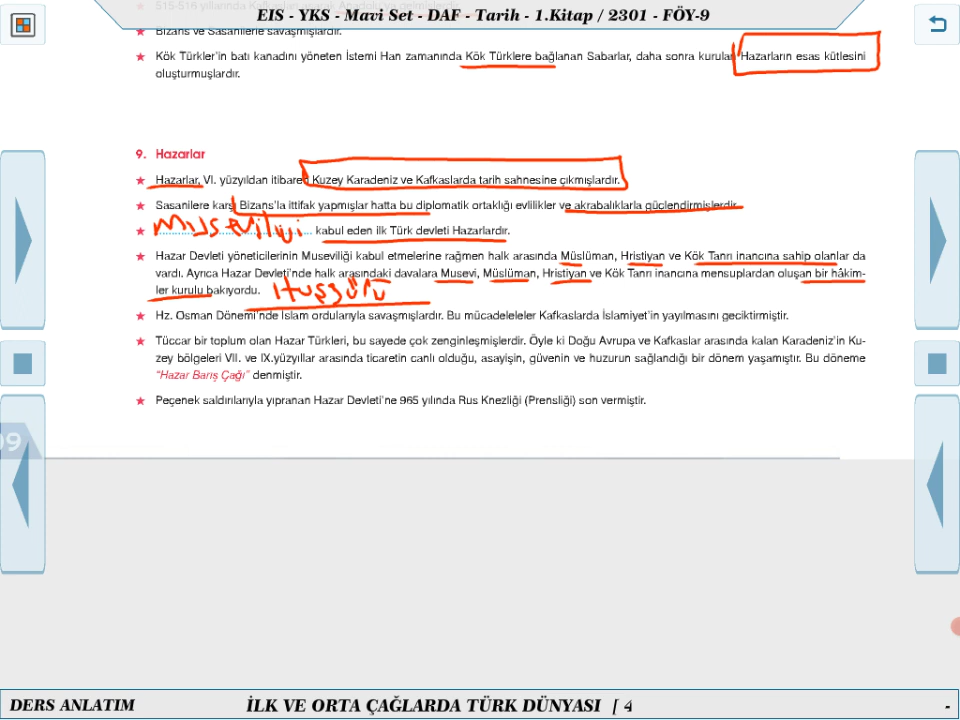 EIS - YKS - Mavi Set - DAF - Tarih - 1.Kitap / 2301 - FÖY-9
515-516 yıllarında
★ Bizans ve Sasanilerle savaşmışlardır.
★ Kök Türkler'in batı kanadını yöneten İstemi Han zamanında Kök Türklere bağlanan Sabarlar, daha sonra kurulan Hazarların esas kütlesini
oluşturmuşlardır.
9. Hazarlar
★ Hazarlar, VI. yüzyıldan itibaren Kuzey Karadeniz ve Kafkaslarda tarih sahnesine çıkmışlardır.
★ Sasanilere karşı Bizans'la ittifak yapmışlar hatta bu diplomatik ortaklığı evlilikler ve akrabalıklarla güçlendirmişlerdir.
★ Museviliği kabul eden ilk Türk devleti Hazarlardır.
★ Hazar Devleti yöneticilerinin Museviliği kabul etmelerine rağmen halk arasında Müslüman, Hristiyan ve Kök Tanrı inancına sahip olanlar da
vardı. Ayrıca Hazar Devleti'nde halk arasındaki davalara Musevi, Müslüman, Hristiyan ve Kök Tanrı inancına mensuplardan oluşan bir hâkim-
ler kurulu bakıyordu. Hoşgörü
★ Hz. Osman Dönemi'nde İslam ordularıyla savaşmışlardır. Bu mücadeleleler Kafkaslarda İslamiyet'in yayılmasını geciktirmiştir.
★ Tüccar bir toplum olan Hazar Türkleri, bu sayede çok zenginleşmişlerdir. Öyle ki Doğu Avrupa ve Kafkaslar arasında kalan Karadeniz'in Ku-
zey bölgeleri VII. ve IX.yüzyıllar arasında ticaretin canlı olduğu, asayişin, güvenin ve huzurun sağlandığı bir dönem yaşamıştır. Bu döneme
"Hazar Barış Çağı" denmiştir.
★ Peçenek saldırılarıyla yıpranan Hazar Devleti'ne 965 yılında Rus Knezliği (Prensliği) son vermiştir.
09
DERS ANLATIM İLK VE ORTA ÇAĞLARDA TÜRK DÜNYASI [ 4 -